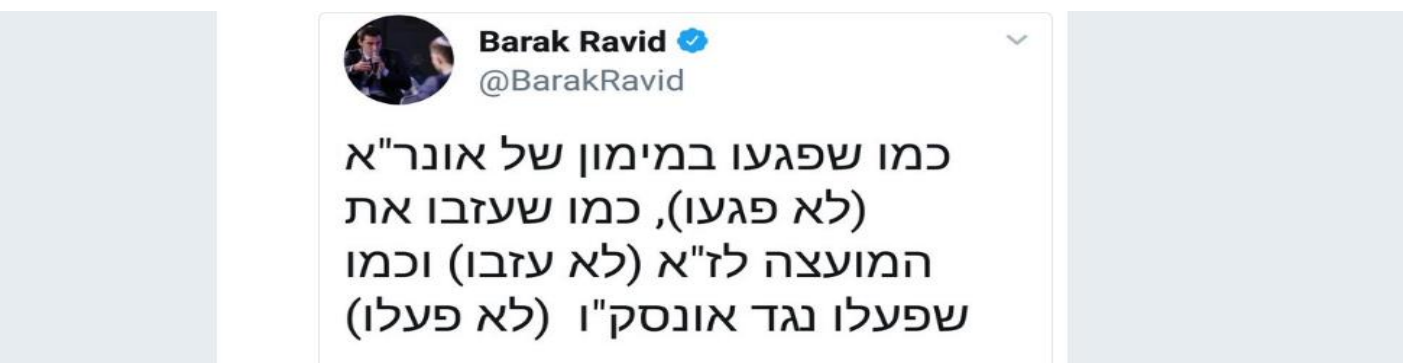 Barak Ravid
@BarakRavid
כמו שפגעו במימון של אונר"א
(לא פגעו), כמו שעזבו את
המועצה לז"א (לא עזבו) וכמו
שפעלו נגד אונסק"ו  (לא פעלו)